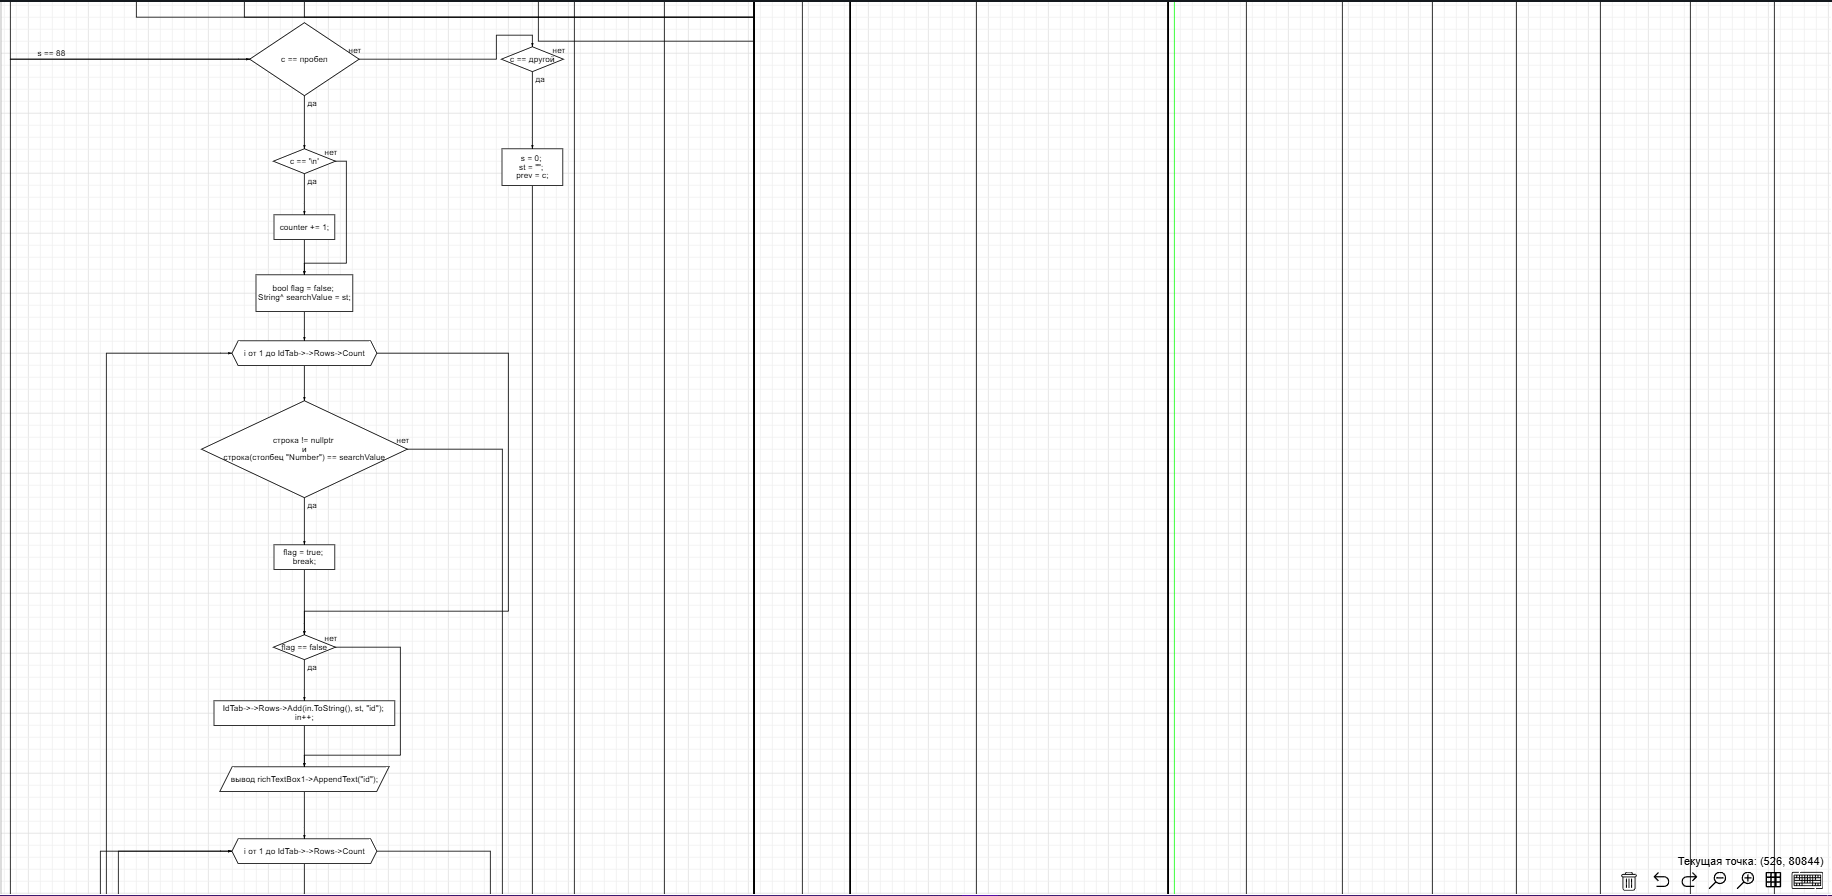 s == 88
c == пробел
нет
c == другой
нет
да
да
c == '\n'
нет
да
s = 0;
st = "";
prev = c;
counter += 1;
bool flag = false;
String^ searchValue = st;
i от 1 до IdTab->->Rows->Count
строка != nullptr
и
строка(столбец "Number") == searchValue
нет
да
flag = true;
break;
flag == false
нет
да
IdTab->->Rows->Add(in.ToString(), st, "id");
in++;
вывод richTextBox1->AppendText("id");
i от 1 до IdTab->->Rows->Count
Текущая точка: (526, 80844)